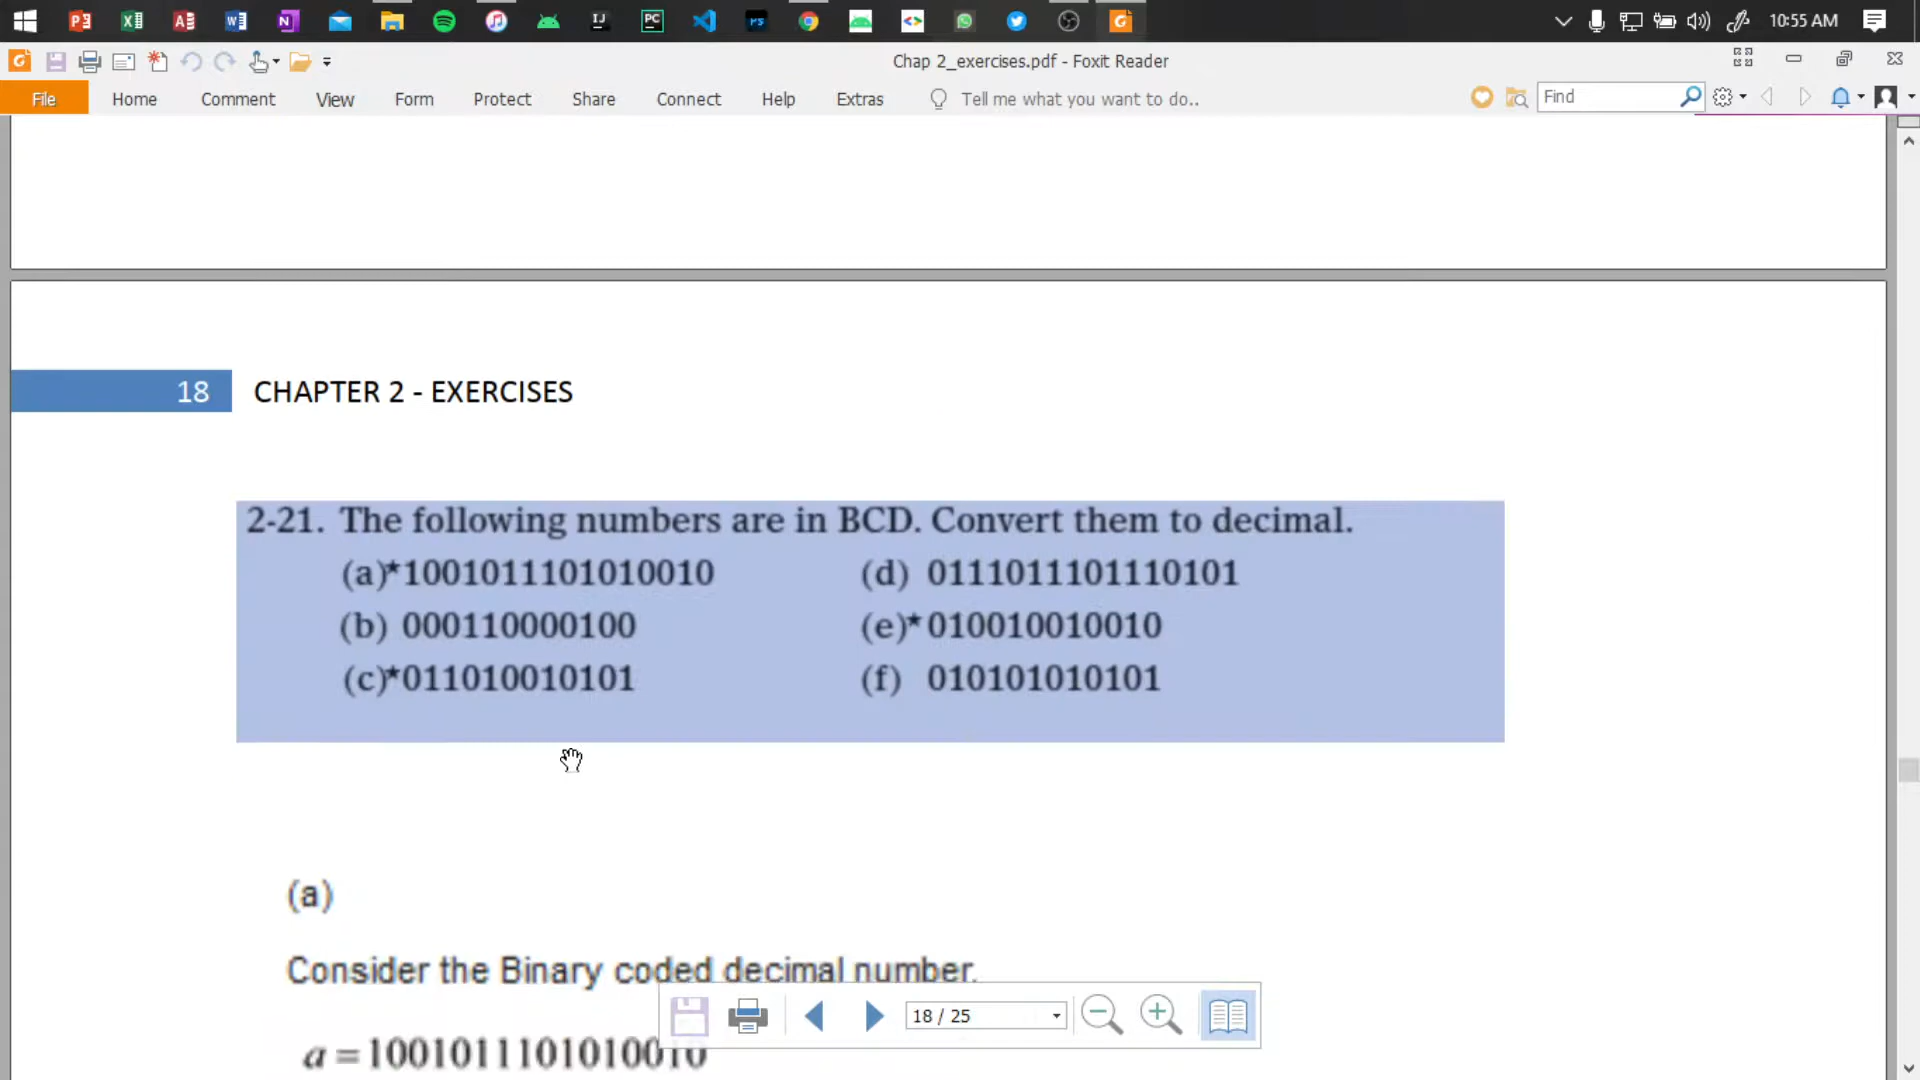 10:55 AM
Chap 2_exercises.pdf - Foxit Reader
File Home Comment View Form Protect Share Connect Help Extras Tell me what you want to do.. Find
18 CHAPTER 2 - EXERCISES
2-21. The following numbers are in BCD. Convert them to decimal.
(a)*1001011101010010 (d) 0111011101110101
(b) 000110000100 (e)*010010010010
(c)*011010010101 (f) 010101010101
(a)
Consider the Binary coded decimal number.
a = 1001011101010010
18 / 25